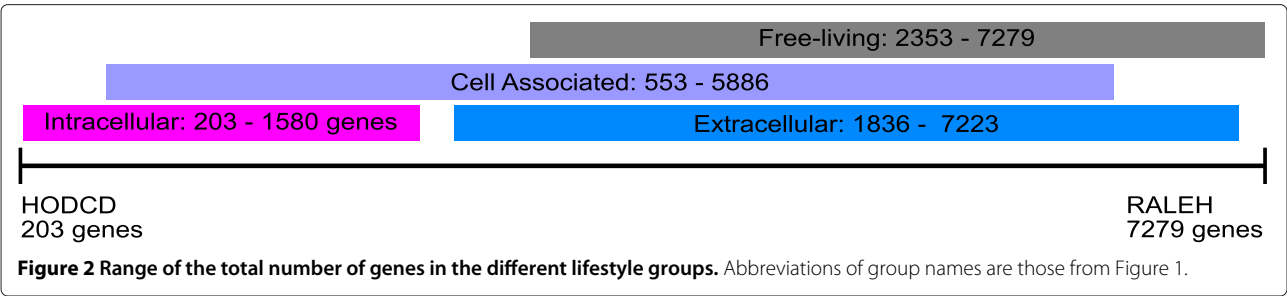 Free-living: 2353 - 7279
Cell Associated: 553 - 5886
Intracellular: 203 - 1580 genes
Extracellular: 1836 - 7223
HODCD
203 genes
RALEH
7279 genes
Figure 2 Range of the total number of genes in the different lifestyle groups. Abbreviations of group names are those from Figure 1.